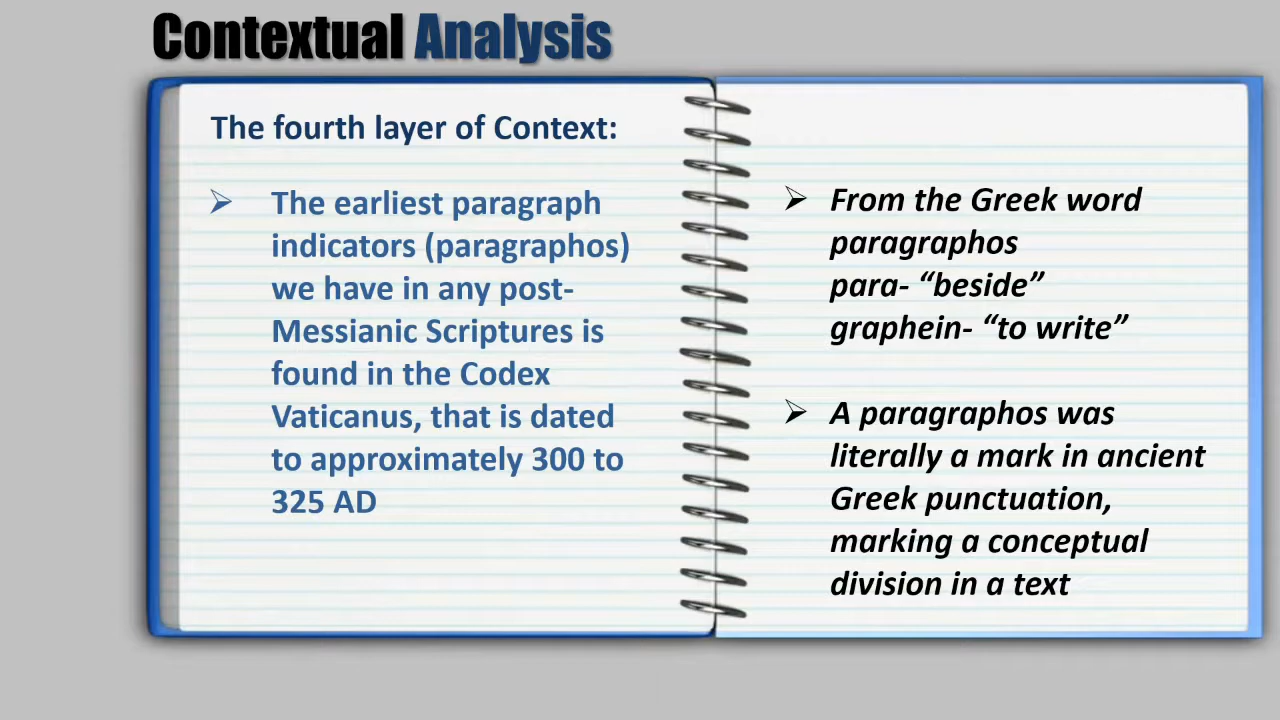 Contextual Analysis
The fourth layer of Context:
The earliest paragraph
indicators (paragraphos)
we have in any post-
Messianic Scriptures is
found in the Codex
Vaticanus, that is dated
to approximately 300 to
325 AD
From the Greek word
paragraphos
para- “beside”
graphein- “to write”
A paragraphos was
literally a mark in ancient
Greek punctuation,
marking a conceptual
division in a text